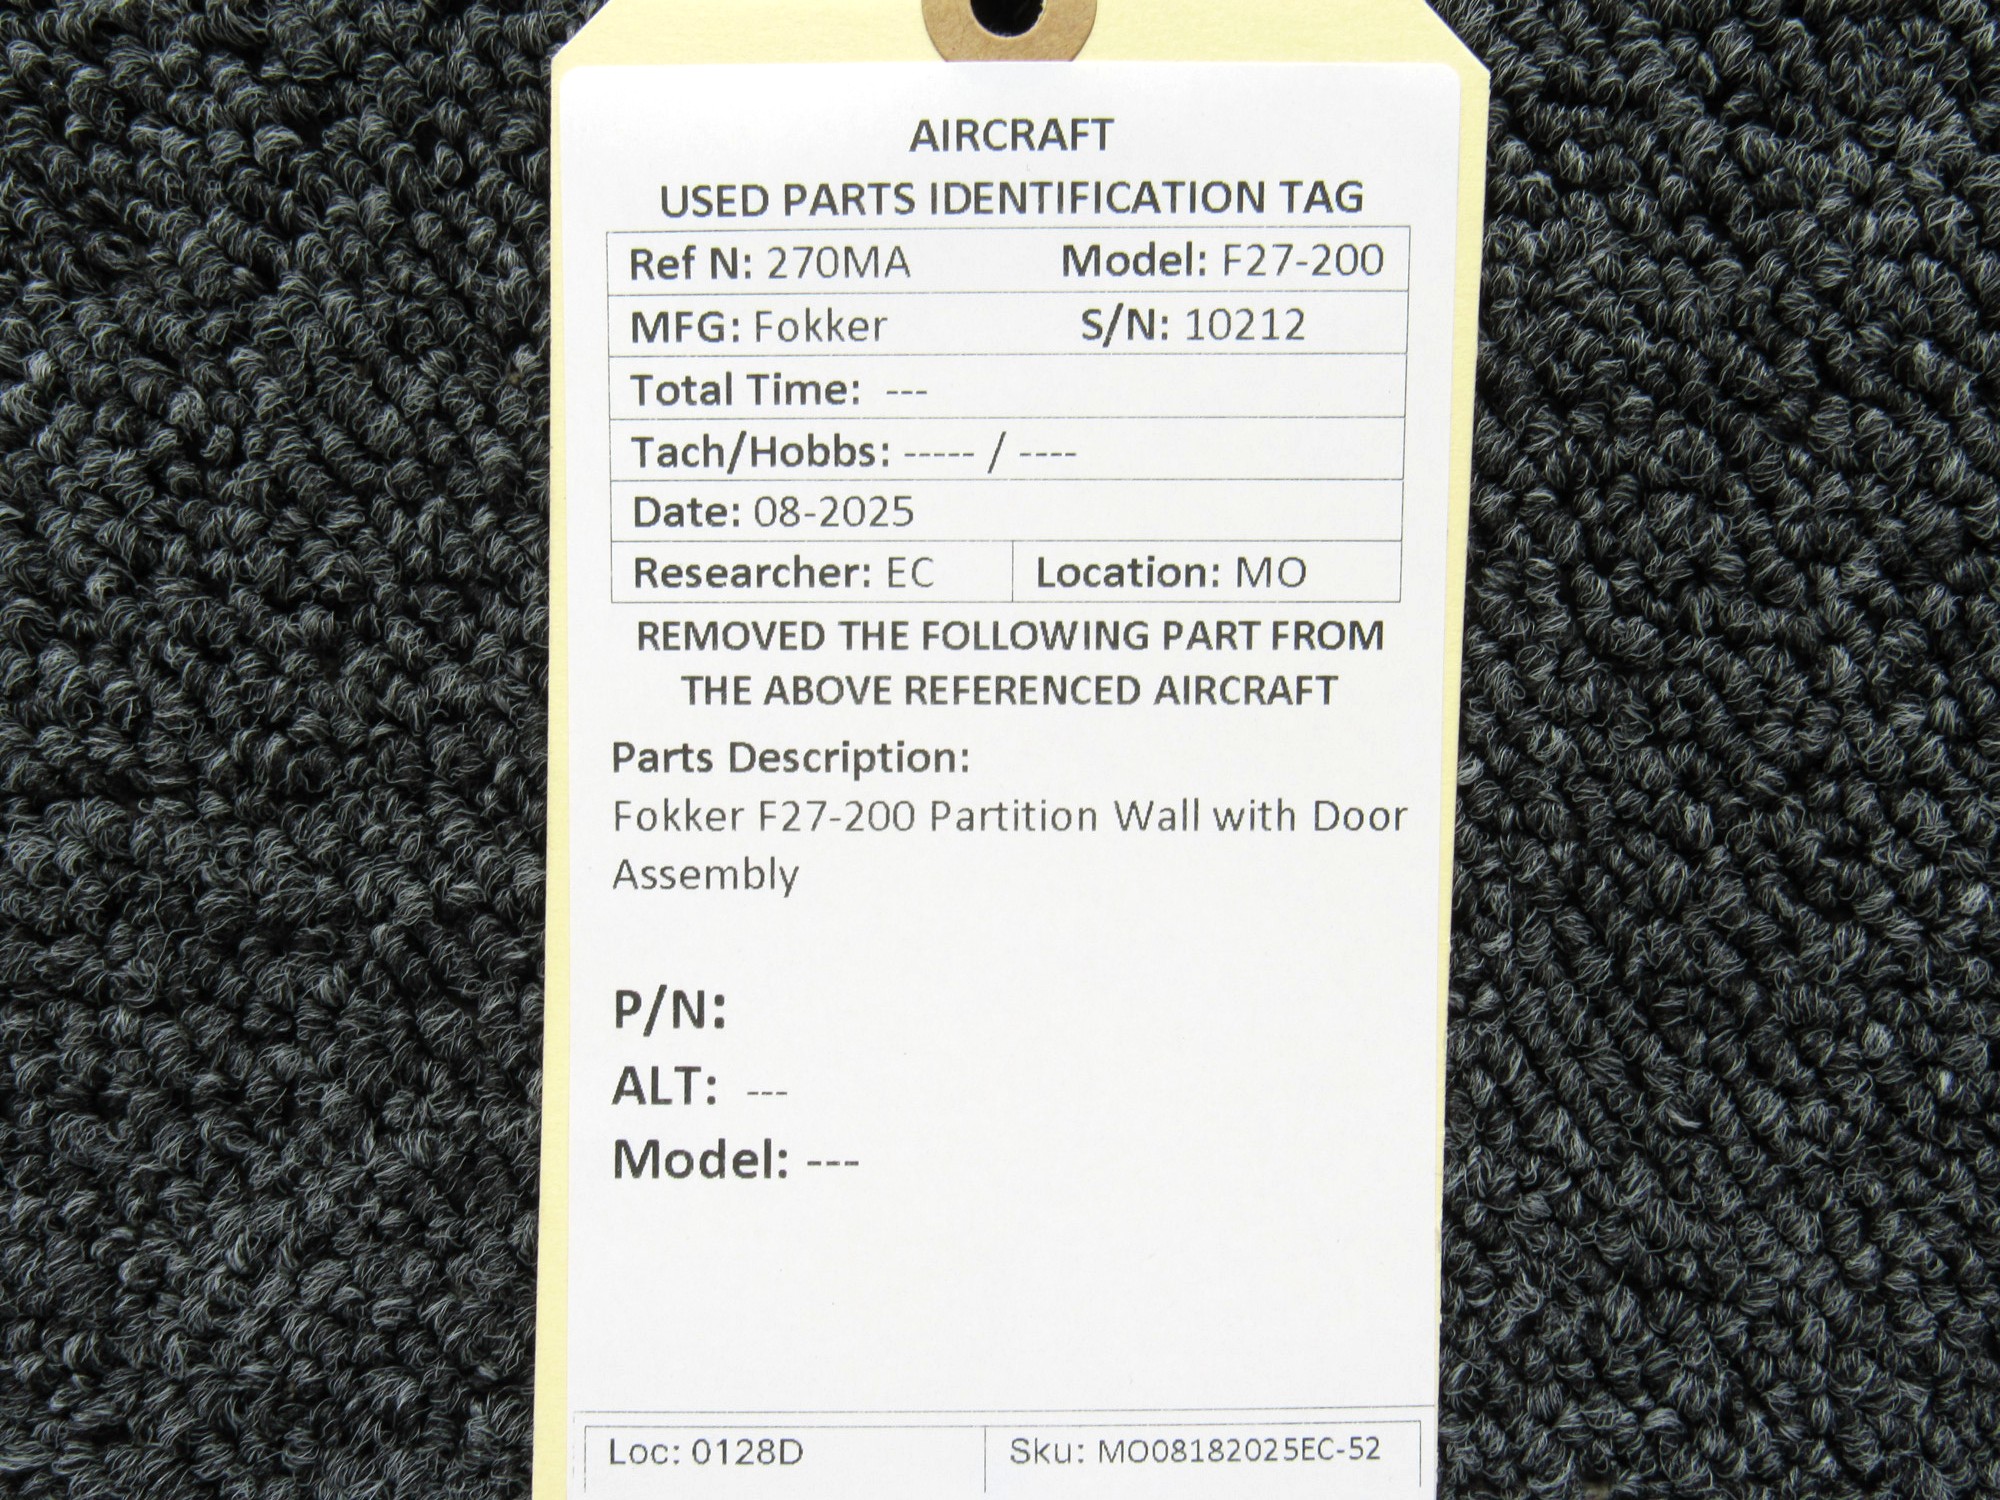 AIRCRAFT
USED PARTS IDENTIFICATION TAG
Ref N: 270MA Model: F27-200
MFG: Fokker S/N: 10212
Total Time: ---
Tach/Hobbs: ----- / ----
Date: 08-2025
Researcher: EC Location: MO
REMOVED THE FOLLOWING PART FROM
THE ABOVE REFERENCED AIRCRAFT
Parts Description:
Fokker F27-200 Partition Wall with Door
Assembly
P/N:
ALT: ---
Model: ---
Loc: 0128D Sku: MO08182025EC-52